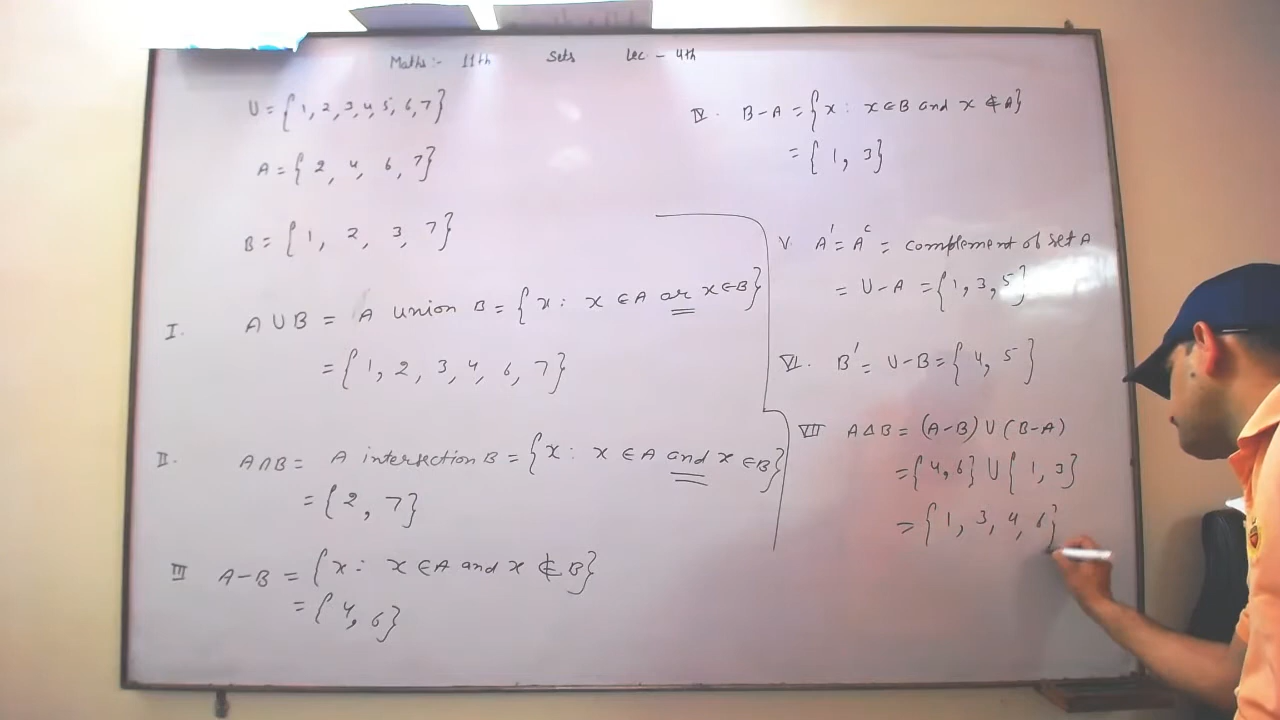 Maths :- 11th Sets Lec - 4th
U = {1, 2, 3, 4, 5, 6, 7}
A = {2, 4, 6, 7}
B = {1, 2, 3, 7}
I. A ∪ B = A union B = {x : x ∈ A or x ∈ B}
= {1, 2, 3, 4, 6, 7}
II. A ∩ B = A intersection B = {x : x ∈ A and x ∈ B}
= {2, 7}
III A - B = {x : x ∈ A and x ∉ B}
= {4, 6}
IV. B - A = {x : x ∈ B and x ∉ A}
= {1, 3}
V. A' = Aᶜ = complement of set A
= U - A = {1, 3, 5}
VI. B' = U - B = {4, 5}
VII A Δ B = (A - B) ∪ (B - A)
= {4, 6} ∪ {1, 3}
= {1, 3, 4, 6}